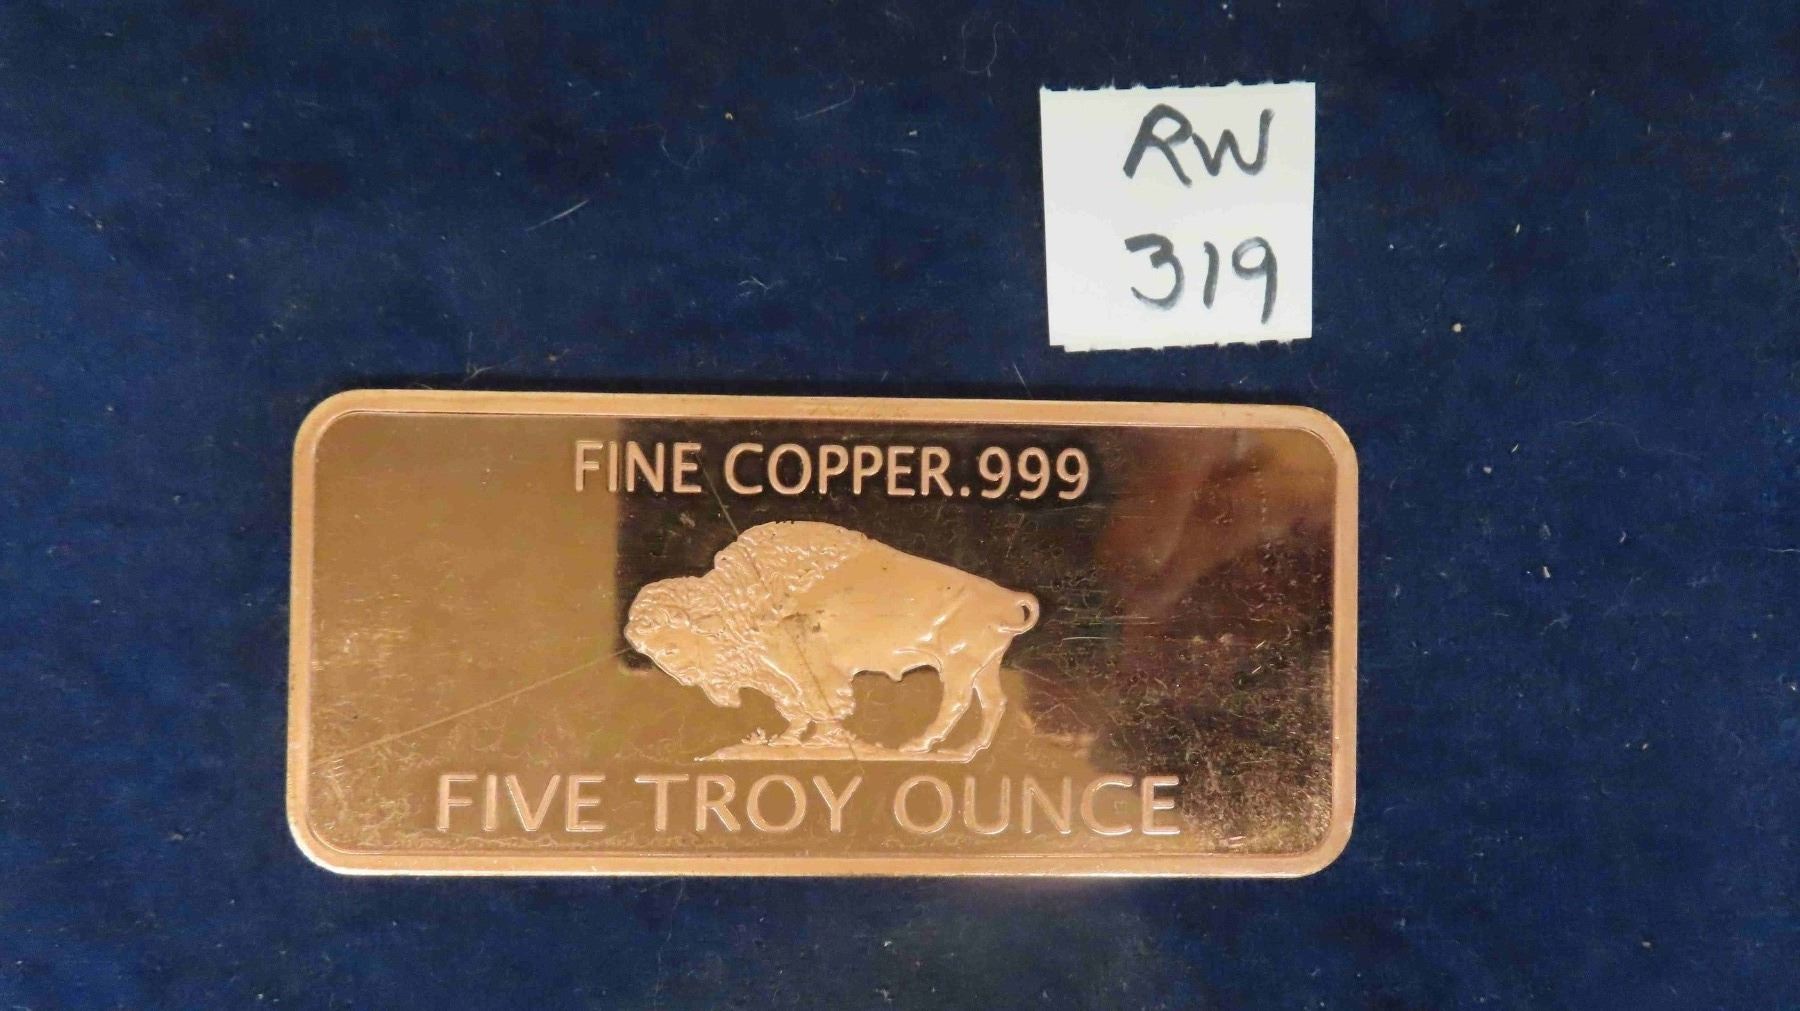 RW
319
FINE COPPER.999
FIVE TROY OUNCE